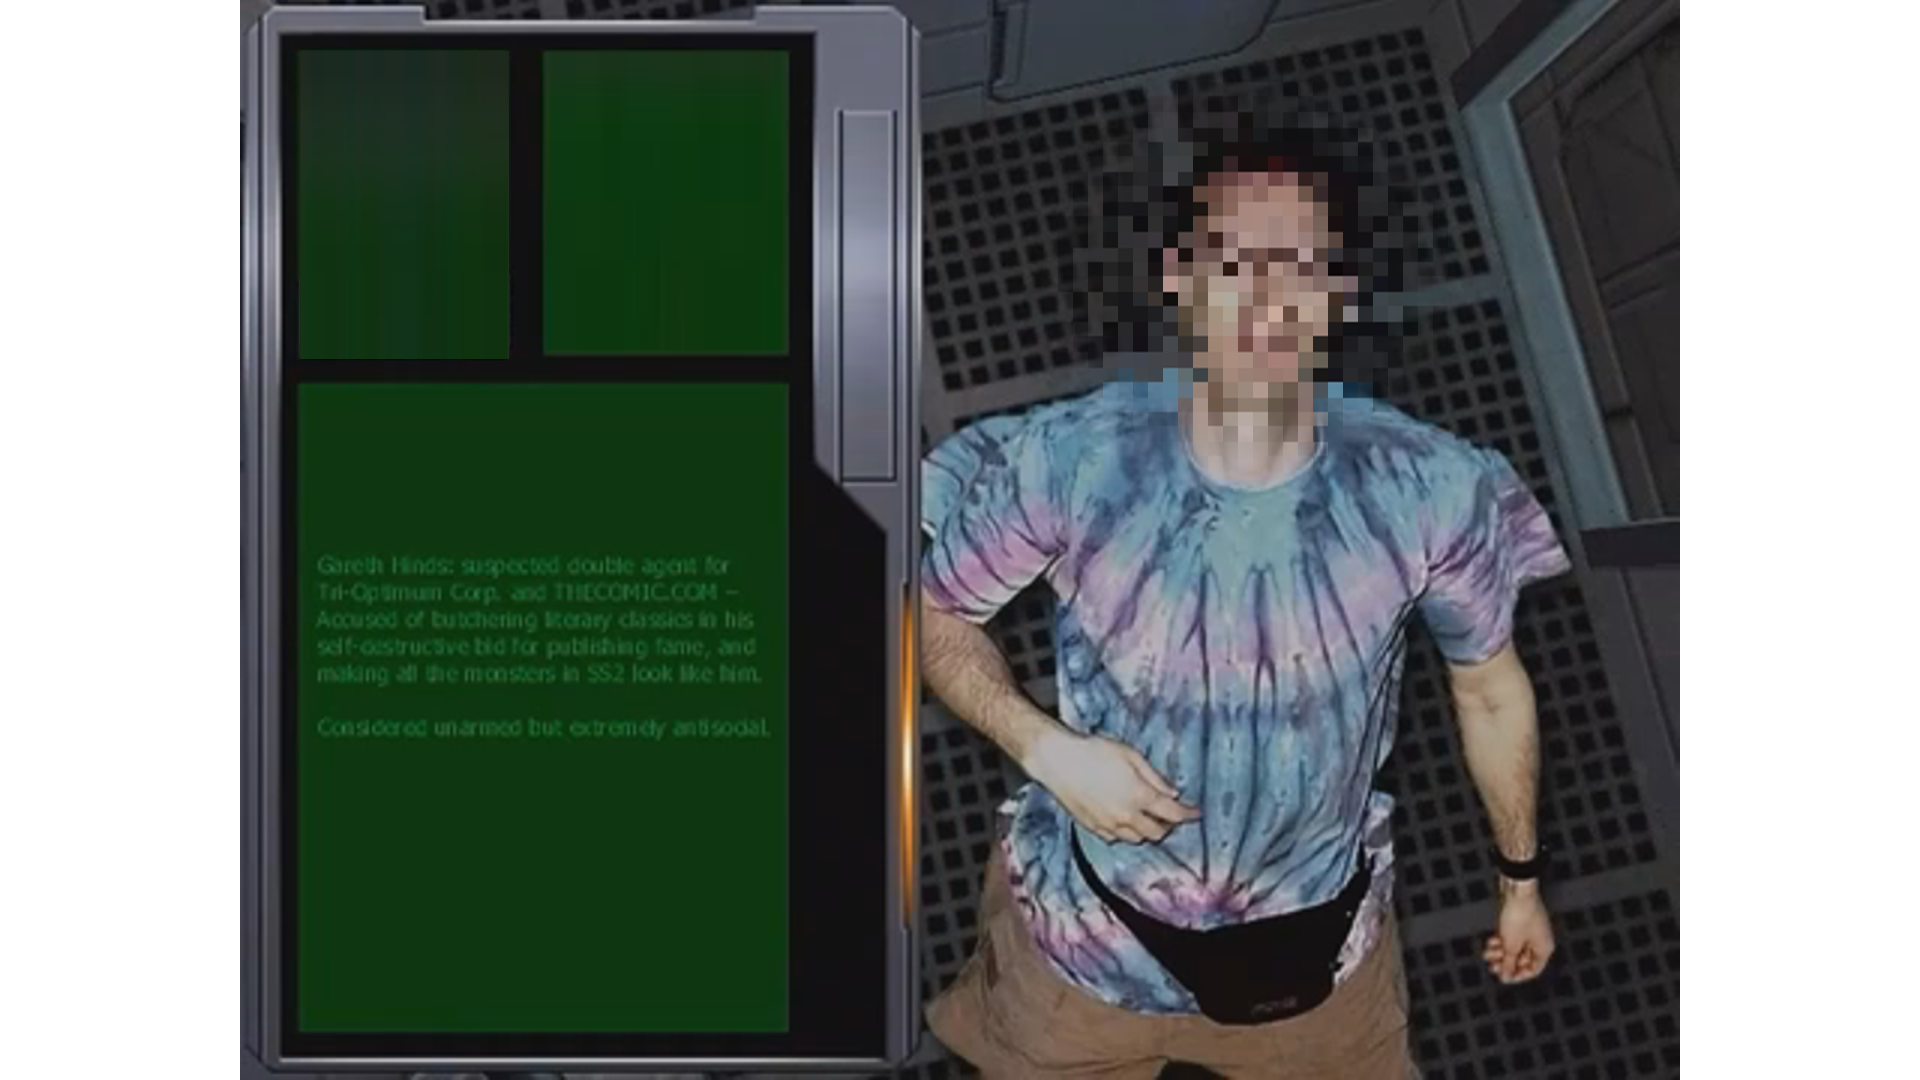 Gareth Hinds: suspected double agent for
Tri-Optimum Corp. and THECOMIC.COM –
Accused of butchering literary classics in his
self-destructive bid for publishing fame, and
making all the monsters in SS2 look like him.
Considered unarmed but extremely antisocial.